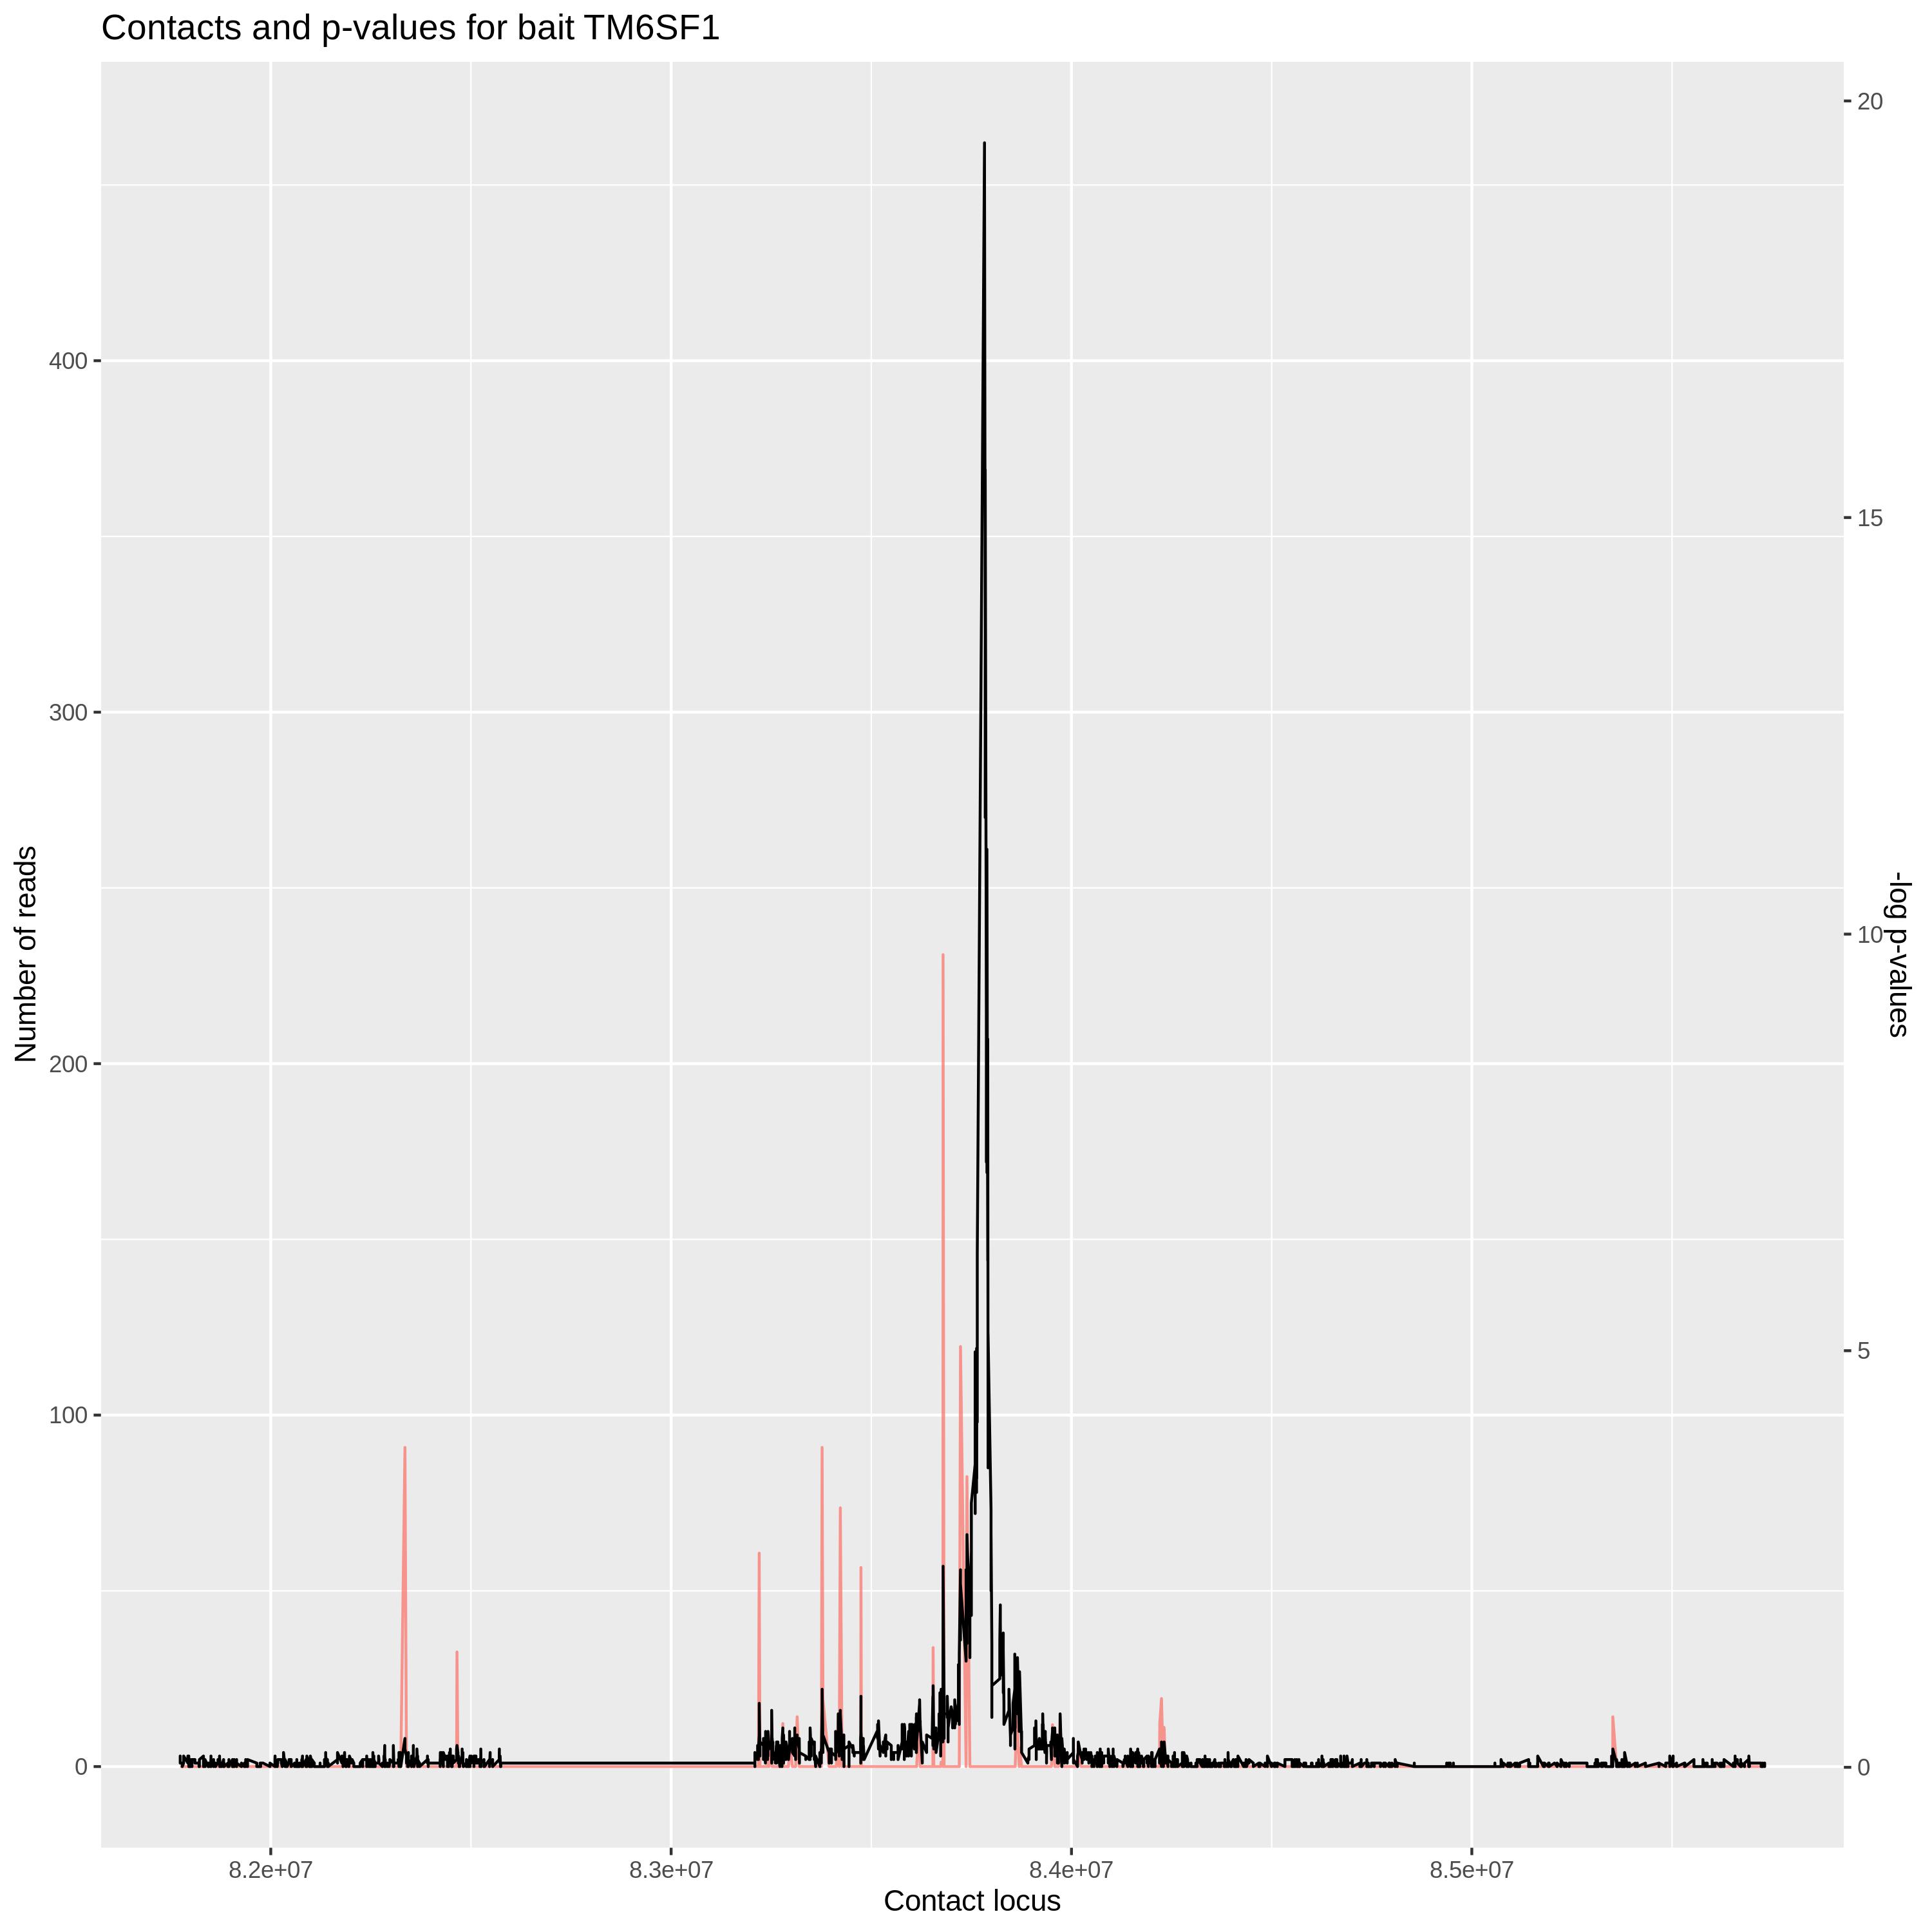 Contacts and p-values for bait TM6SF1
Number of reads
400
300
200
100
0
20
15
10
5
0
-log p-values
8.2e+07 8.3e+07 8.4e+07 8.5e+07
Contact locus